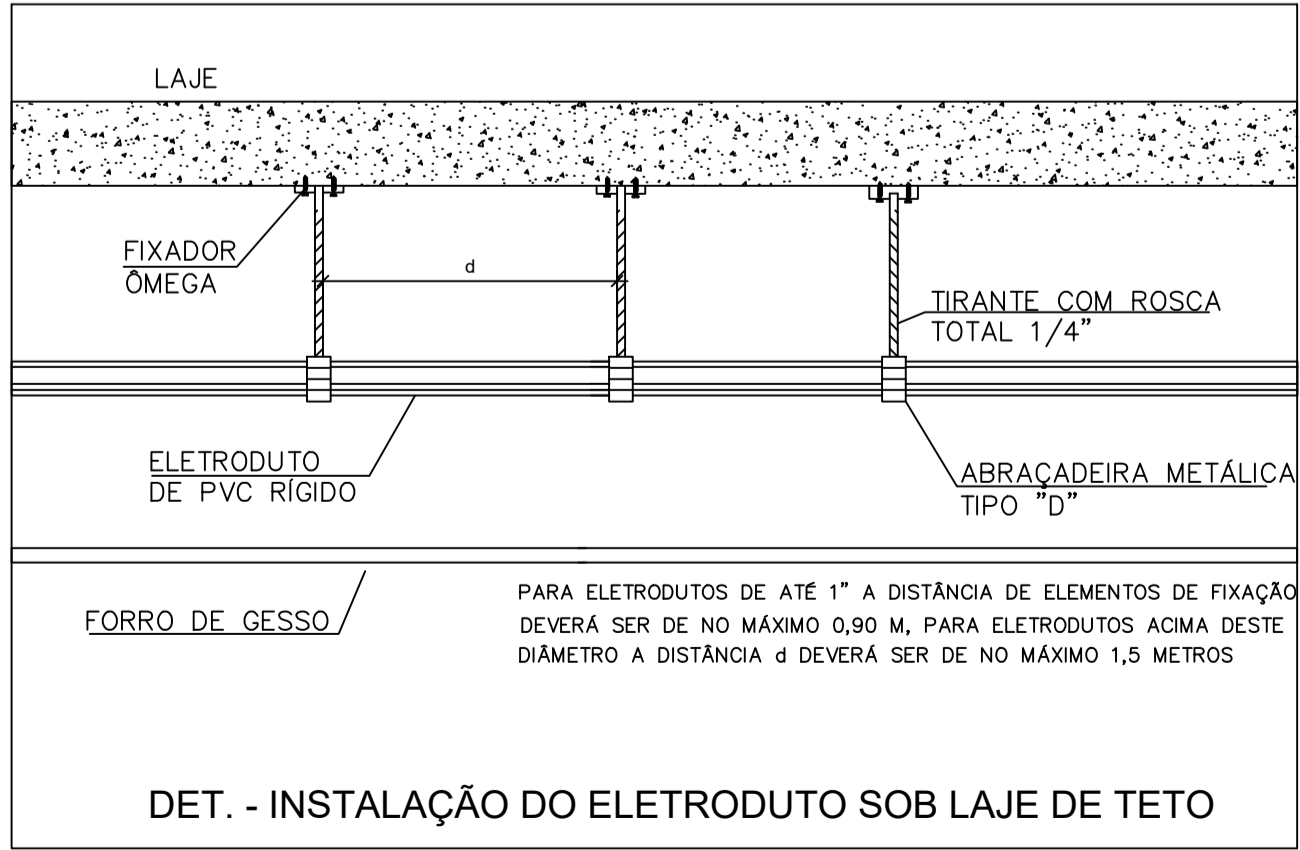 LAJE
FIXADOR
ÔMEGA
d
TIRANTE COM ROSCA
TOTAL 1/4”
ELETRODUTO
DE PVC RÍGIDO
ABRAÇADEIRA METÁLICA
TIPO ”D”
FORRO DE GESSO
PARA ELETRODUTOS DE ATÉ 1” A DISTÂNCIA DE ELEMENTOS DE FIXAÇÃO
DEVERÁ SER DE NO MÁXIMO 0,90 M, PARA ELETRODUTOS ACIMA DESTE
DIÂMETRO A DISTÂNCIA d DEVERÁ SER DE NO MÁXIMO 1,5 METROS
DET. - INSTALAÇÃO DO ELETRODUTO SOB LAJE DE TETO